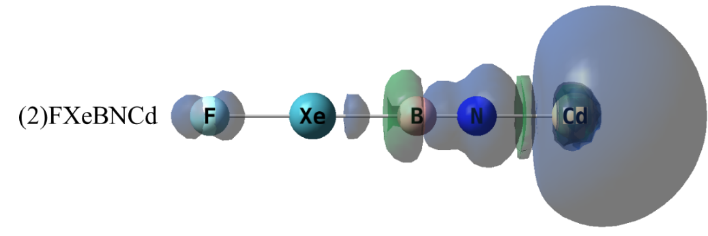 (2)FXeBNCd F Xe B N Cd